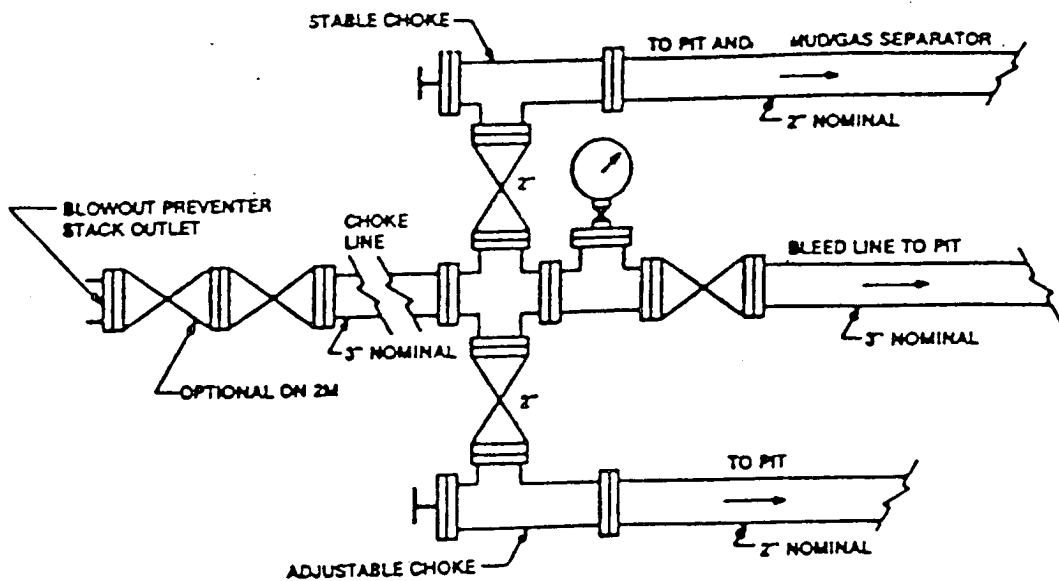 STABLE CHOKE
TO PIT AND MUD/GAS SEPARATOR
2" NOMINAL
2"
BLOWOUT PREVENTER
STACK OUTLET
CHOKE
LINE
BLEED LINE TO PIT
3" NOMINAL
3" NOMINAL
OPTIONAL ON 2M
2"
TO PIT
2" NOMINAL
ADJUSTABLE CHOKE